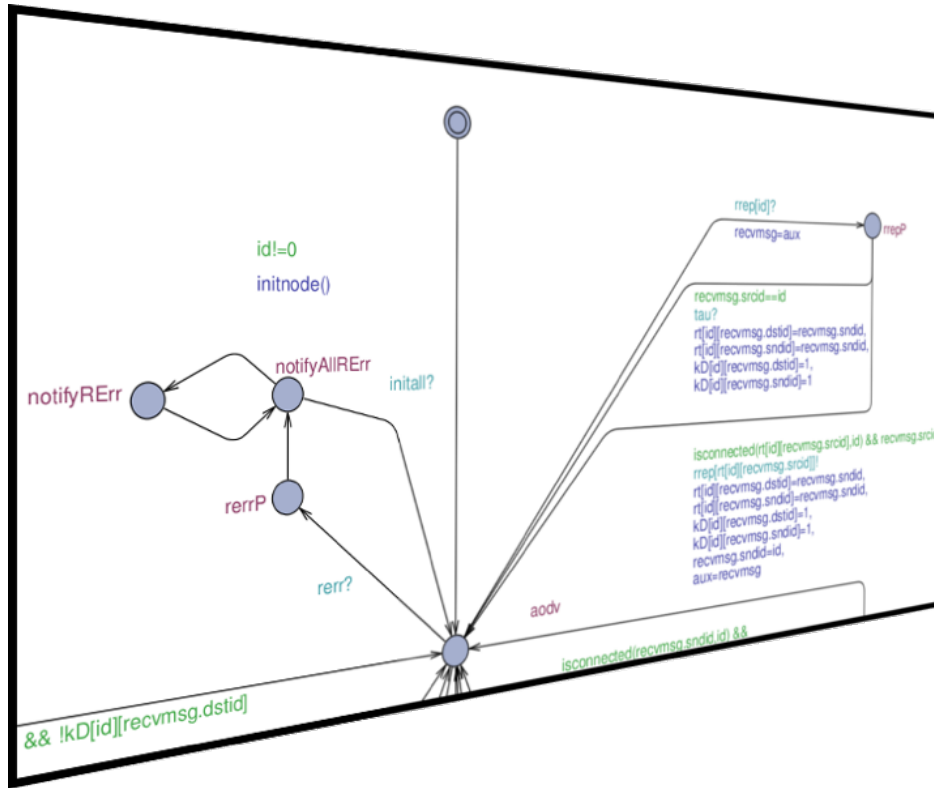 rrep[id]?
recvmsg=aux
rrepP
id!=0
initnode()
recvmsg.srcid==id
tau?
rt[id][recvmsg.dstid]=recvmsg.sndid,
rt[id][recvmsg.sndid]=recvmsg.sndid,
kD[id][recvmsg.dstid]=1,
kD[id][recvmsg.sndid]=1
notifyAllRErr
notifyRErr
initall?
isconnected(rt[id][recvmsg.srcid],id) && recvmsg.srcid
rrep[rt[id][recvmsg.srcid]]!
rt[id][recvmsg.dstid]=recvmsg.sndid,
rt[id][recvmsg.sndid]=recvmsg.sndid,
kD[id][recvmsg.dstid]=1,
kD[id][recvmsg.sndid]=1,
recvmsg.sndid=id,
aux=recvmsg
rerrP
rerr?
aodv
isconnected(recvmsg.sndid,id) &&
&& !kD[id][recvmsg.dstid]